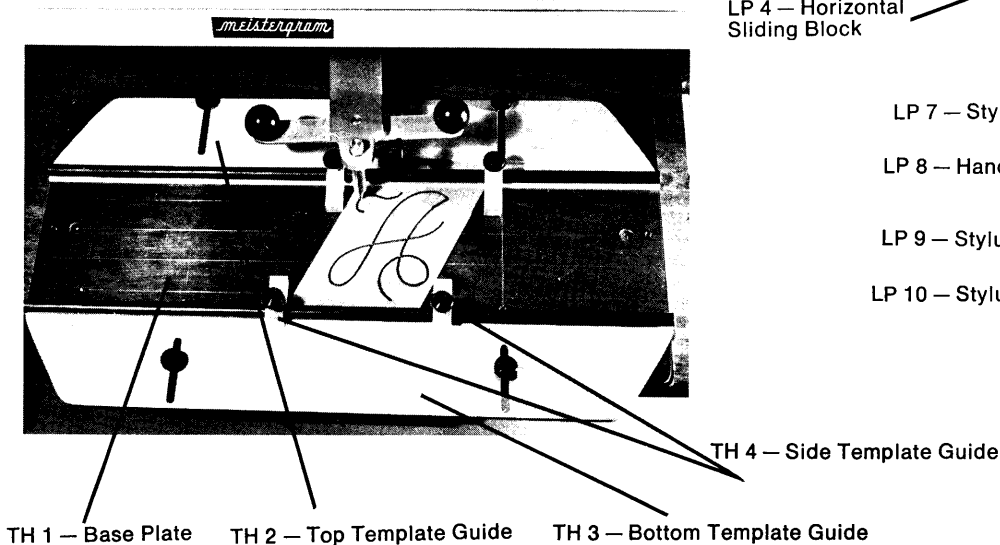 LP 4 — Horizontal
Sliding Block
meistergram
LP 7 — Sty
LP 8 — Hand
LP 9 — Stylu
LP 10 — Stylu
TH 4 — Side Template Guide
TH 1 — Base Plate
TH 2 — Top Template Guide
TH 3 — Bottom Template Guide